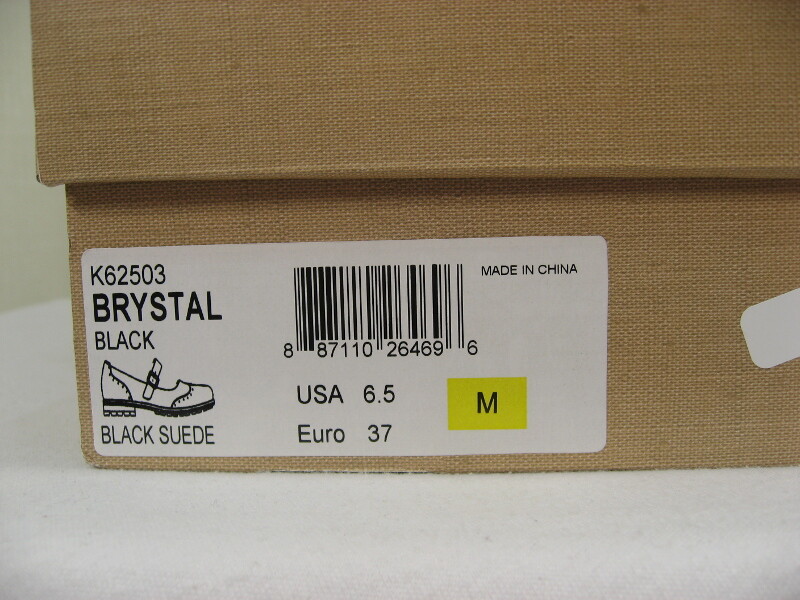 K62503
BRYSTAL
BLACK
BLACK SUEDE
8 87110 26469 6
MADE IN CHINA
USA 6.5
Euro 37
M